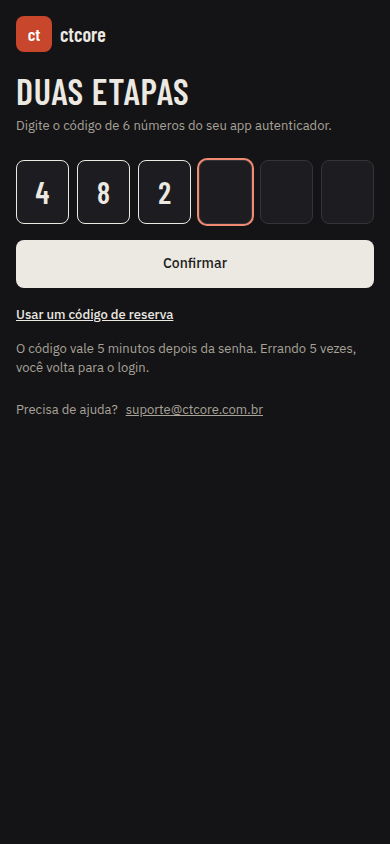 ct ctcore
DUAS ETAPAS
Digite o código de 6 números do seu app autenticador.
4 8 2
Confirmar
Usar um código de reserva
O código vale 5 minutos depois da senha. Errando 5 vezes,
você volta para o login.
Precisa de ajuda? suporte@ctcore.com.br